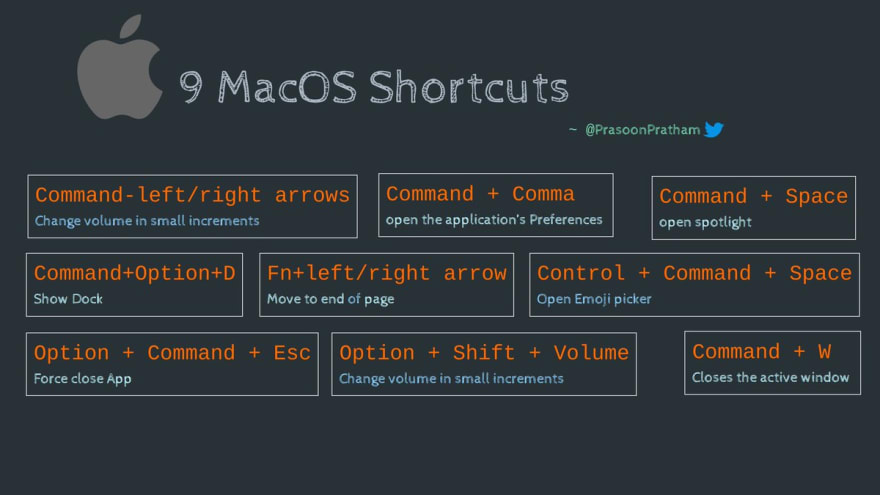 9 MacOS Shortcuts
~ @PrasoonPratham
Command-left/right arrows
Change volume in small increments
Command + Comma
open the application's Preferences
Command + Space
open spotlight
Command+Option+D
Show Dock
Fn+left/right arrow
Move to end of page
Control + Command + Space
Open Emoji picker
Option + Command + Esc
Force close App
Option + Shift + Volume
Change volume in small increments
Command + W
Closes the active window